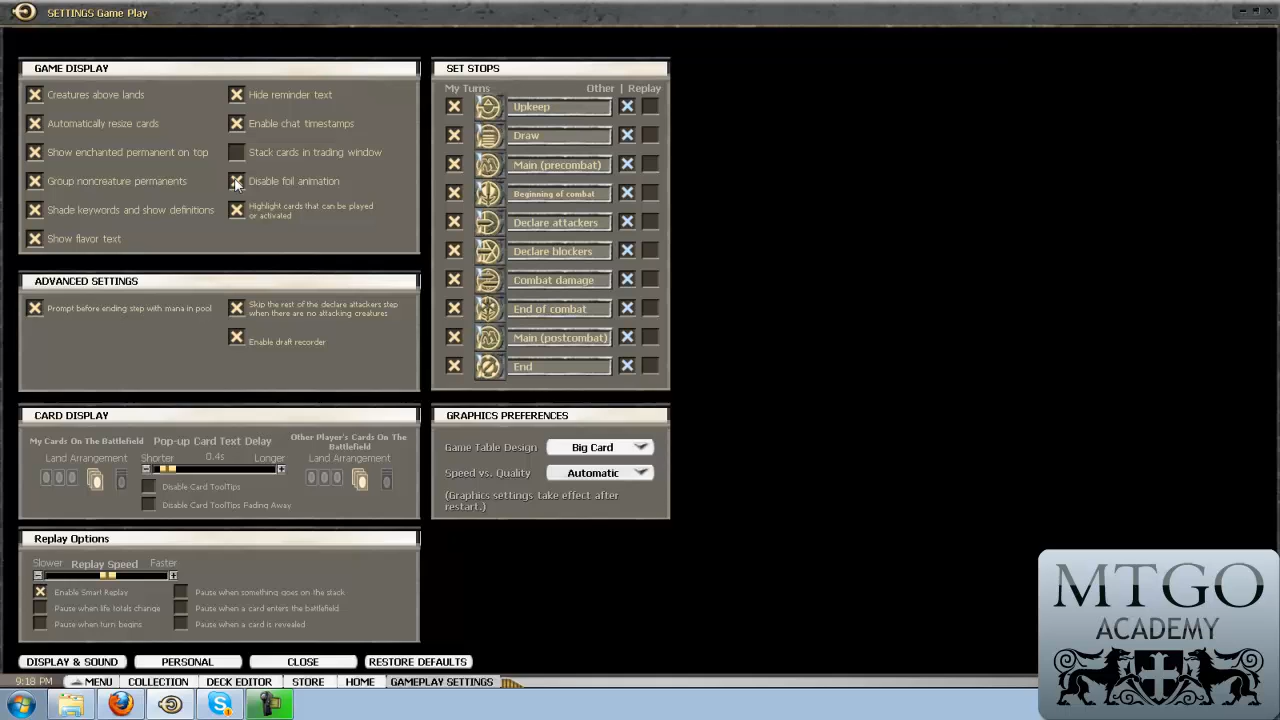 SETTINGS Game Play
GAME DISPLAY
Creatures above lands
Hide reminder text
Automatically resize cards
Enable chat timestamps
Show enchanted permanent on top
Stack cards in trading window
Group noncreature permanents
Disable foil animation
Shade keywords and show definitions
Highlight cards that can be played
or activated
Show flavor text
SET STOPS
My Turns
Other | Replay
Upkeep
Draw
Main (precombat)
Beginning of combat
Declare attackers
Declare blockers
Combat damage
End of combat
Main (postcombat)
End
ADVANCED SETTINGS
Prompt before ending step with mana in pool
Skip the rest of the declare attackers step
when there are no attacking creatures
Enable draft recorder
CARD DISPLAY
My Cards On The Battlefield
Land Arrangement
Pop-up Card Text Delay
Shorter
0.4s
Longer
Other Player's Cards On The
Battlefield
Land Arrangement
Disable Card ToolTips
Disable Card ToolTips Fading Away
GRAPHICS PREFERENCES
Game Table Design
Big Card
Speed vs. Quality
Automatic
(Graphics settings take effect after
restart.)
Replay Options
Slower
Replay Speed
Faster
Enable Smart Replay
Pause when something goes on the stack
Pause when life totals change
Pause when a card enters the battlefield
Pause when turn begins
Pause when a card is revealed
DISPLAY & SOUND
PERSONAL
CLOSE
RESTORE DEFAULTS
9:18 PM
MENU
COLLECTION
DECK EDITOR
STORE
HOME
GAMEPLAY SETTINGS
MTGO
ACADEMY